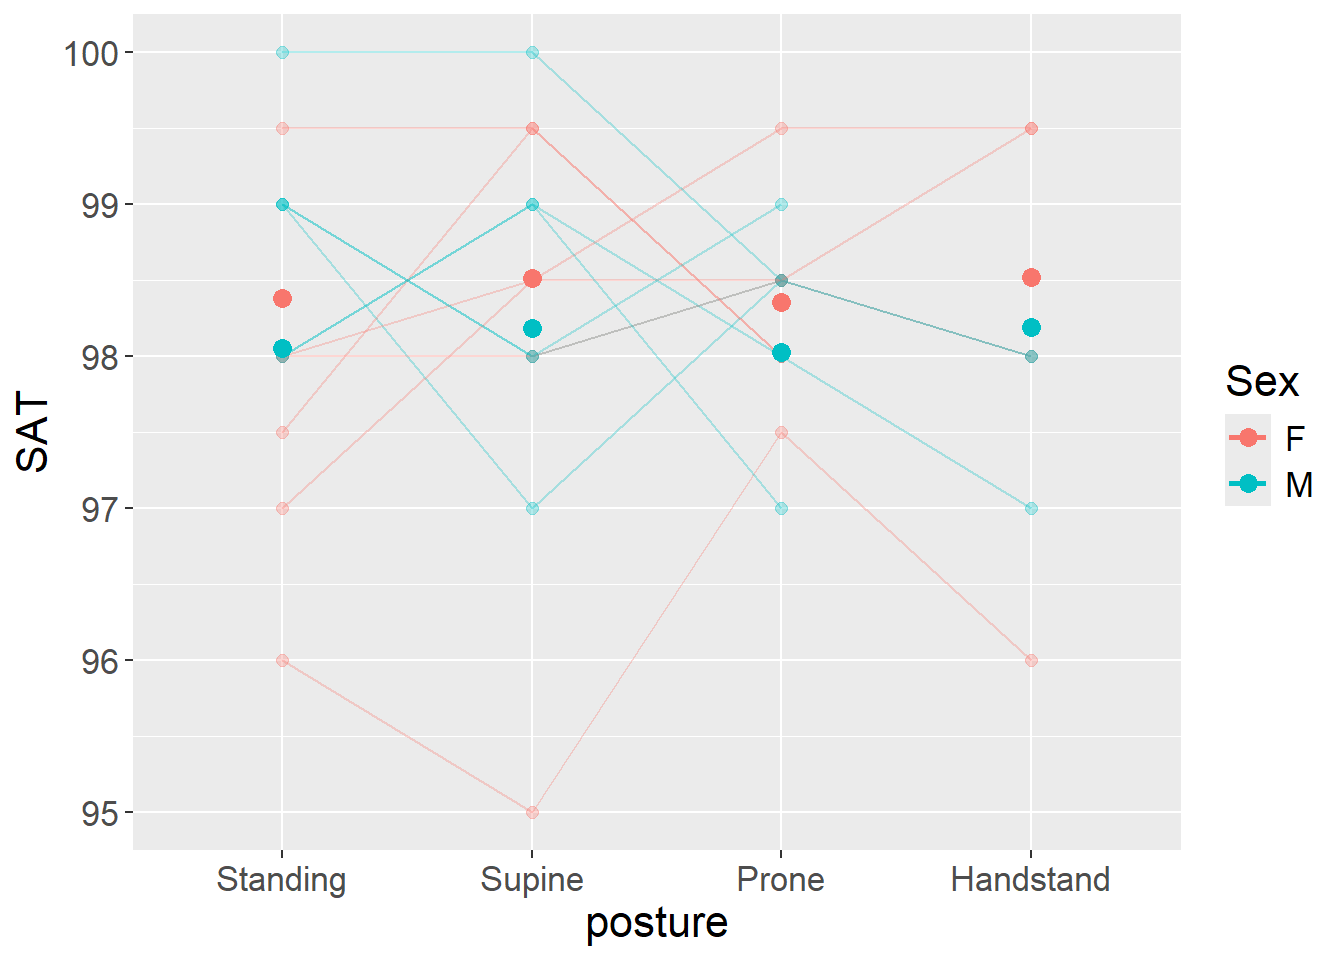 100
99
98
97
96
95
SAT
Standing Supine Prone Handstand
posture
Sex
F
M